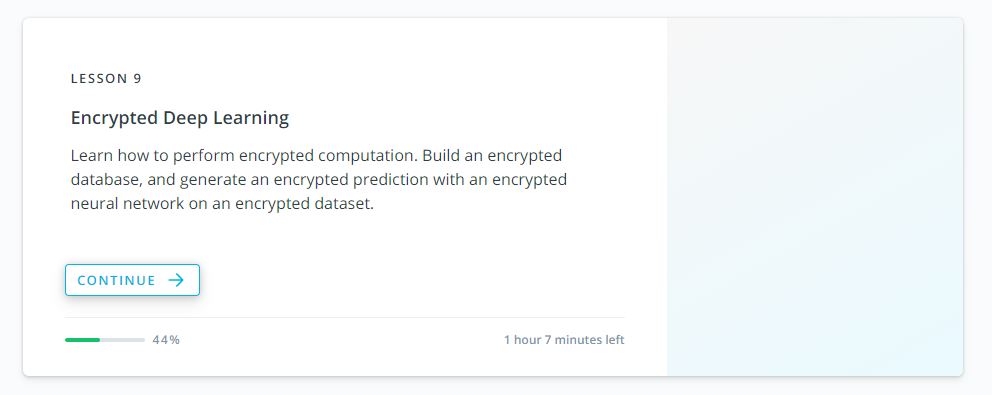 LESSON 9
Encrypted Deep Learning
Learn how to perform encrypted computation. Build an encrypted
database, and generate an encrypted prediction with an encrypted
neural network on an encrypted dataset.
CONTINUE
44%
1 hour 7 minutes left